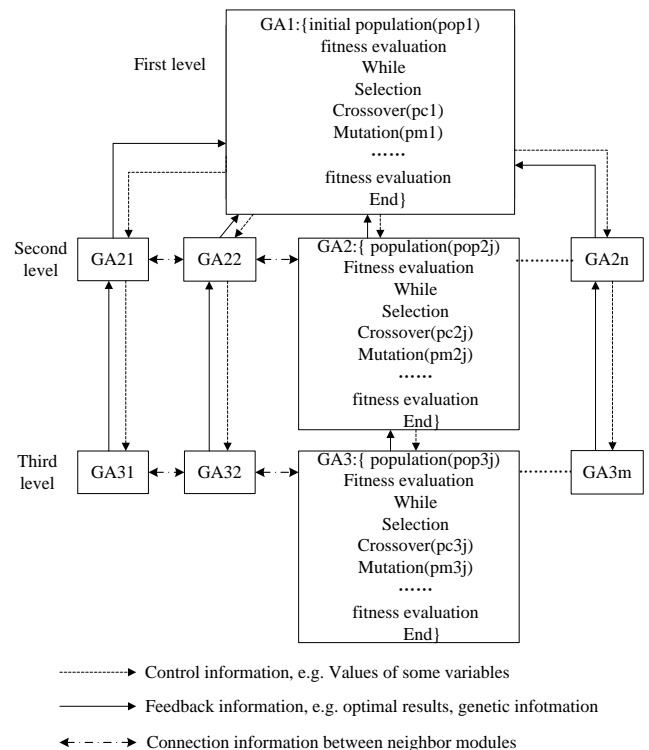 GA1:{initial population(pop1)
fitness evaluation
While
Selection
Crossover(pc1)
Mutation(pm1)
……
fitness evaluation
End}
First level
Second
level
GA21
GA22
GA2:{ population(pop2j)
Fitness evaluation
While
Selection
Crossover(pc2j)
Mutation(pm2j)
……
fitness evaluation
End}
GA2n
Third
level
GA31
GA32
GA3:{ population(pop3j)
Fitness evaluation
While
Selection
Crossover(pc3j)
Mutation(pm3j)
……
fitness evaluation
End}
GA3m
Control information, e.g. Values of some variables
Feedback information, e.g. optimal results, genetic infotmation
Connection information between neighbor modules